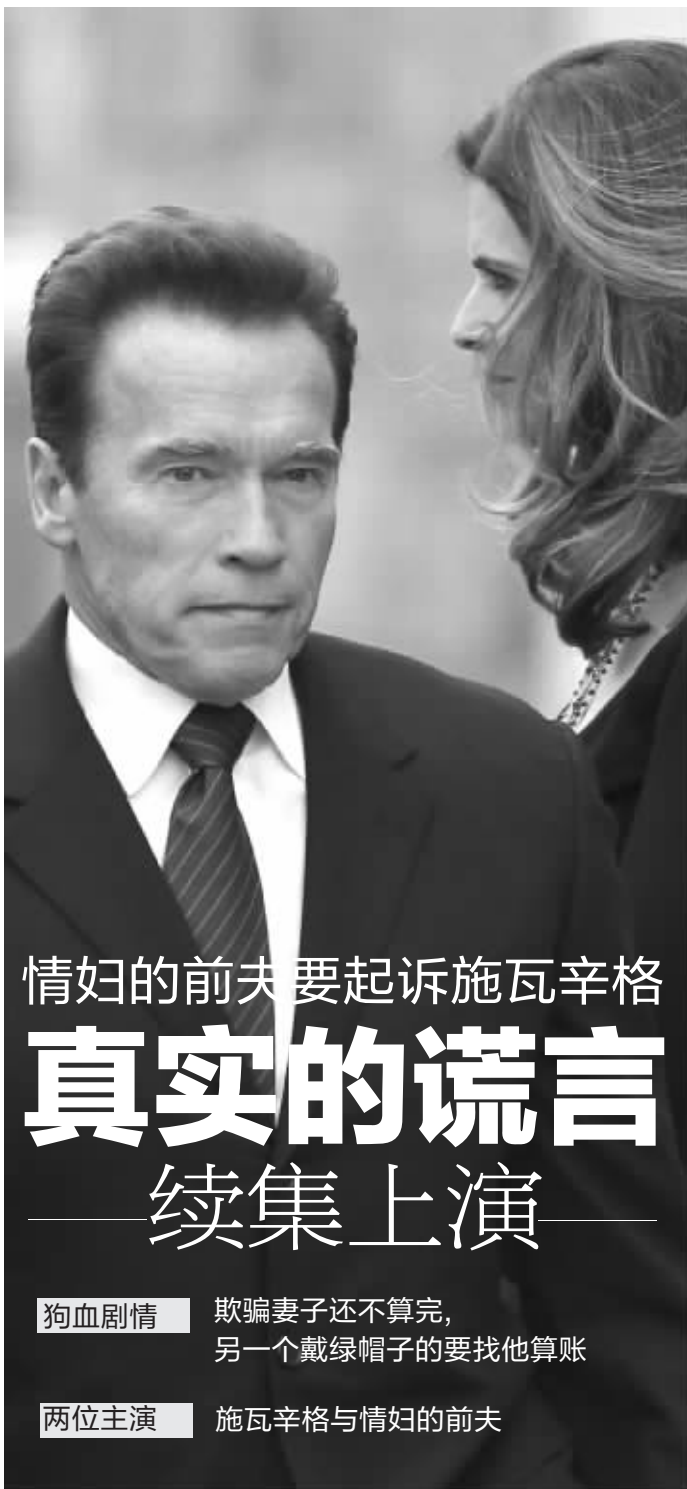 情妇的前夫要起诉施瓦辛格
真实的谎言
续集上演
狗血剧情
欺骗妻子还不算完,
另一个戴绿帽子的要找他算账
两位主演
施瓦辛格与情妇的前夫